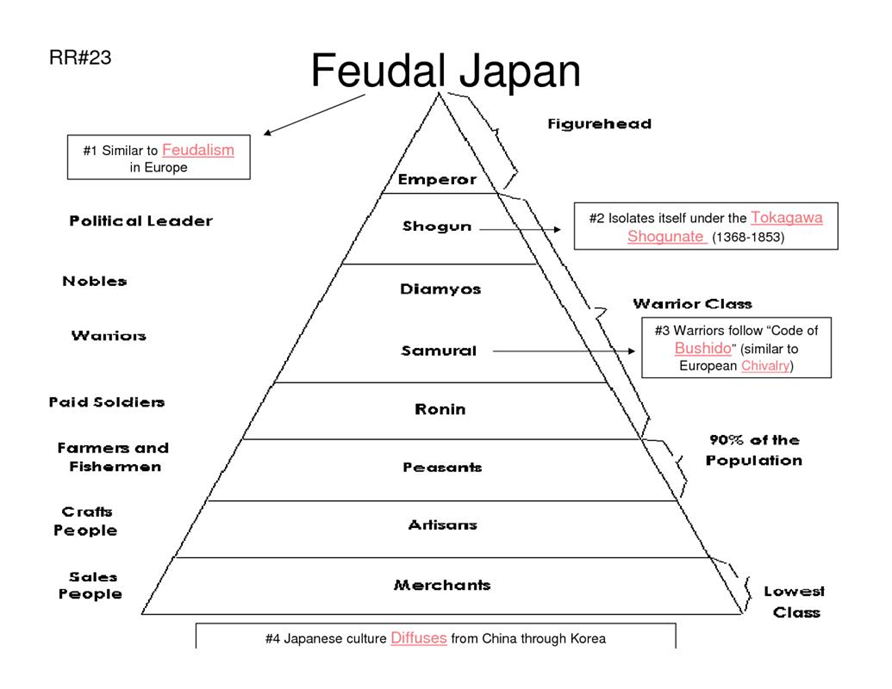 RR#23
Feudal Japan
Figurehead
#1 Similar to Feudalism
in Europe
Emperor
Political Leader
Shogun
#2 Isolates itself under the Tokagawa
Shogunate (1368-1853)
Nobles
Diamyos
Warrior Class
Warriors
Samurai
#3 Warriors follow “Code of
Bushido” (similar to
European Chivalry)
Paid Soldiers
Ronin
Farmers and
Fishermen
Peasants
90% of the
Population
Crafts
People
Artisans
Sales
People
Merchants
Lowest
Class
#4 Japanese culture Diffuses from China through Korea